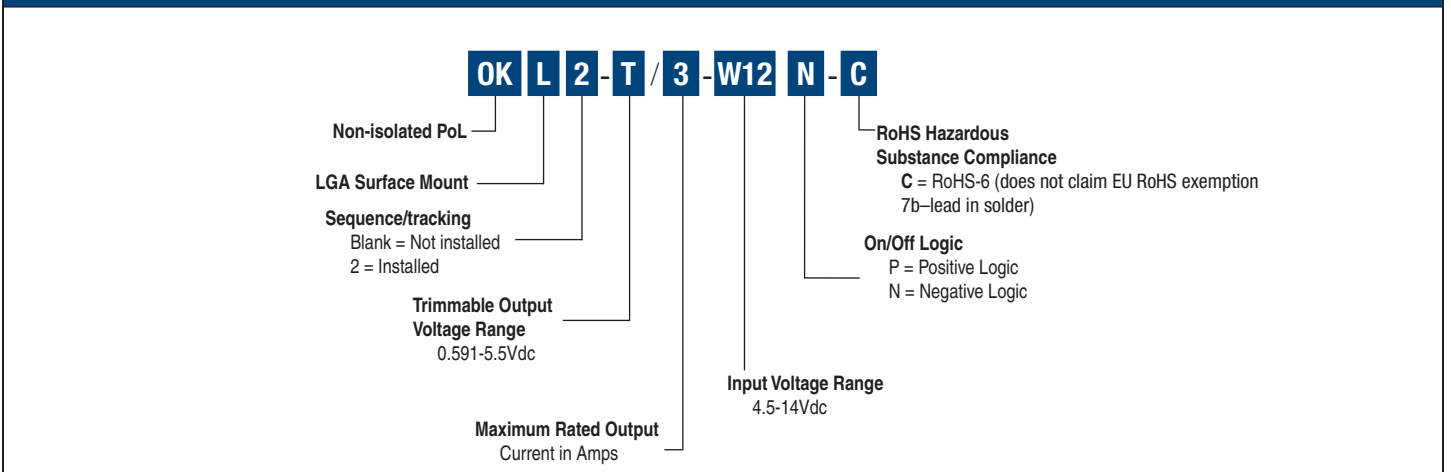 OK L 2 - T / 3 - W12 N - C
Non-isolated PoL
LGA Surface Mount
Sequence/tracking
Blank = Not installed
2 = Installed
Trimmable Output
Voltage Range
0.591-5.5Vdc
Maximum Rated Output
Current in Amps
Input Voltage Range
4.5-14Vdc
On/Off Logic
P = Positive Logic
N = Negative Logic
RoHS Hazardous
Substance Compliance
C = RoHS-6 (does not claim EU RoHS exemption
7b–lead in solder)